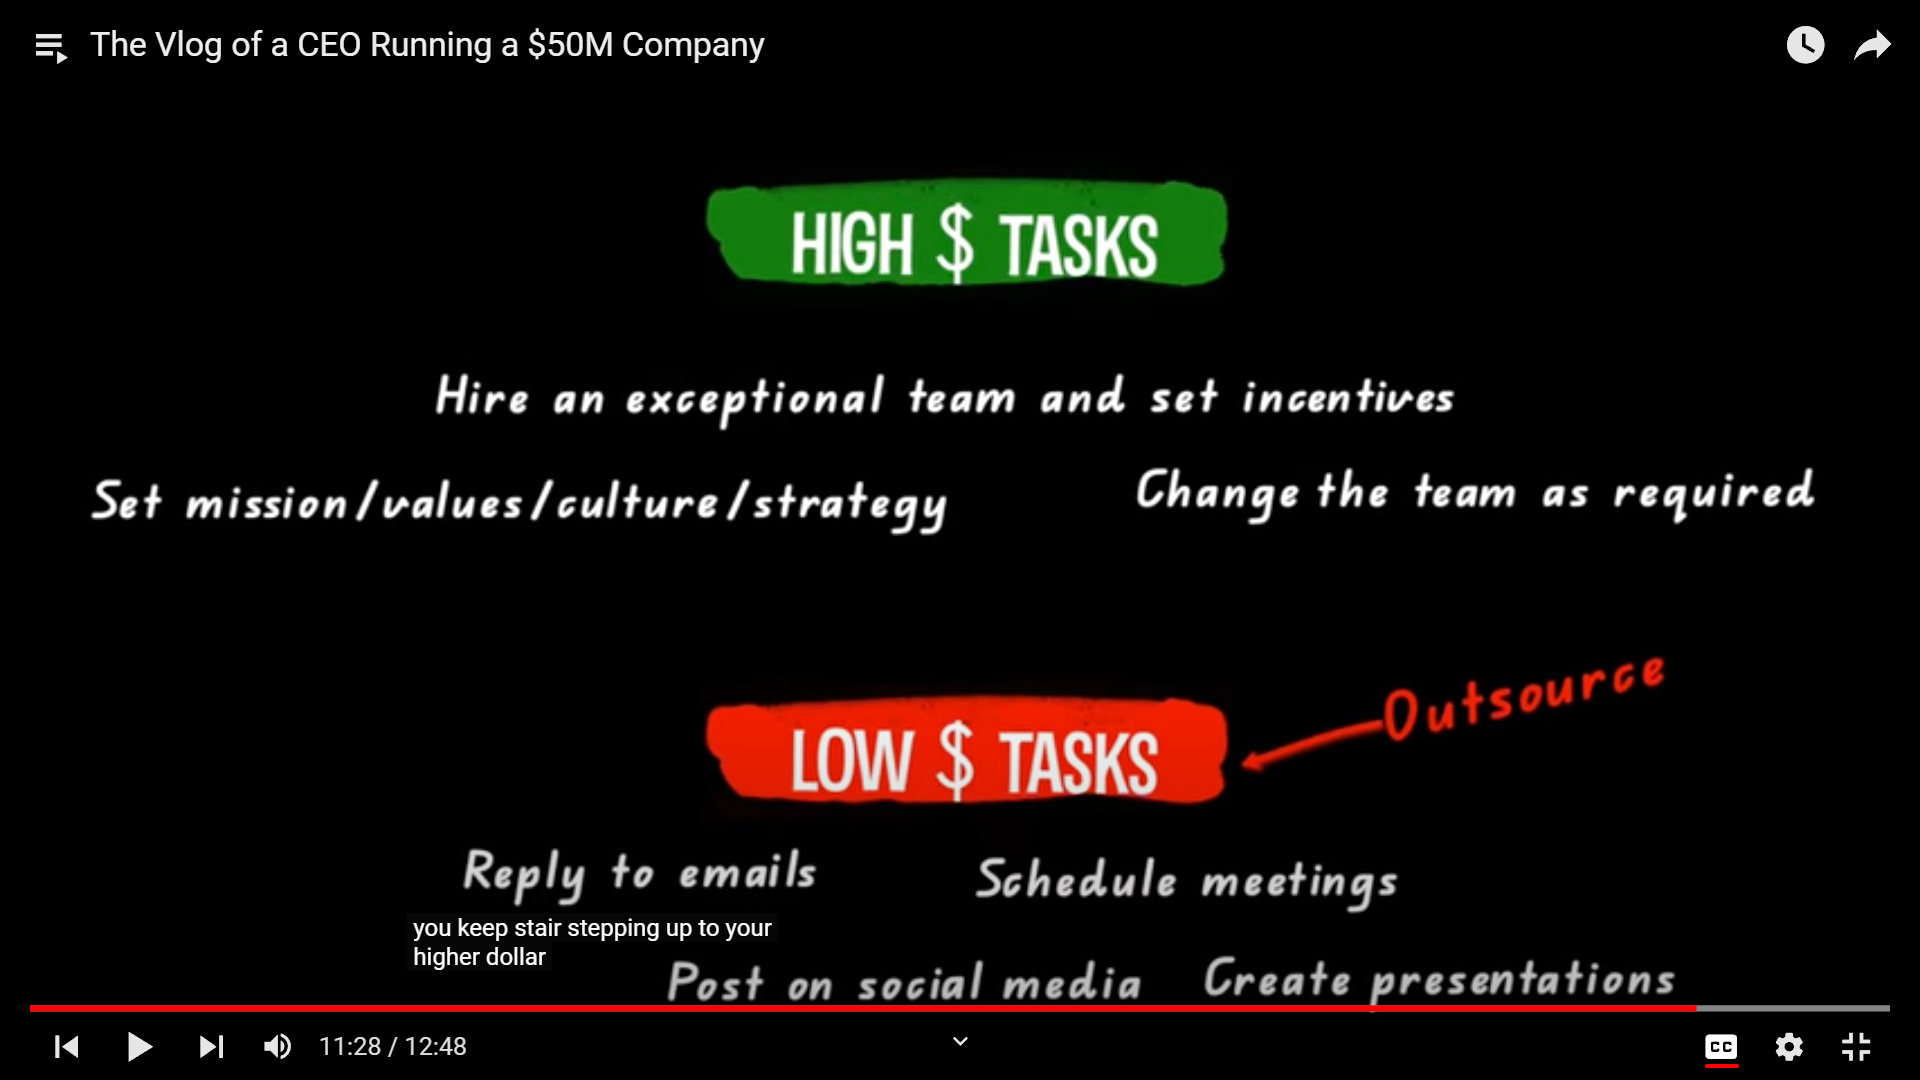 The Vlog of a CEO Running a $50M Company
HIGH $ TASKS
Hire an exceptional team and set incentives
Set mission/values/culture/strategy
Change the team as required
Outsource
LOW $ TASKS
Reply to emails
Schedule meetings
you keep stair stepping up to your
higher dollar
Post on social media
Create presentations
11:28 / 12:48
CC